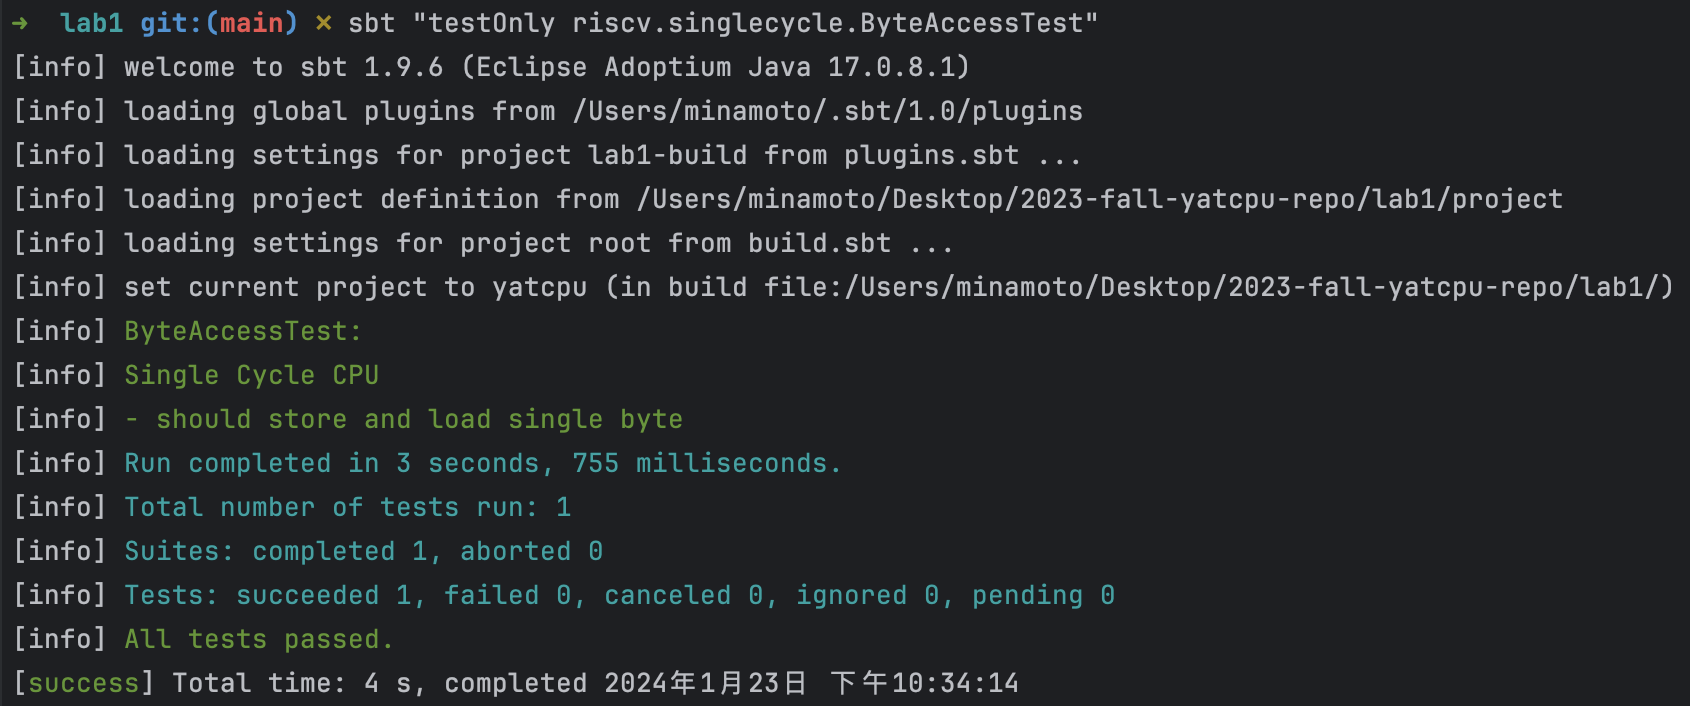 → lab1 git:(main) ✗ sbt "testOnly riscv.singlecycle.ByteAccessTest"
[info] welcome to sbt 1.9.6 (Eclipse Adoptium Java 17.0.8.1)
[info] loading global plugins from /Users/minamoto/.sbt/1.0/plugins
[info] loading settings for project lab1-build from plugins.sbt ...
[info] loading project definition from /Users/minamoto/Desktop/2023-fall-yatcpu-repo/lab1/project
[info] loading settings for project root from build.sbt ...
[info] set current project to yatcpu (in build file:/Users/minamoto/Desktop/2023-fall-yatcpu-repo/lab1/)
[info] ByteAccessTest:
[info] Single Cycle CPU
[info] - should store and load single byte
[info] Run completed in 3 seconds, 755 milliseconds.
[info] Total number of tests run: 1
[info] Suites: completed 1, aborted 0
[info] Tests: succeeded 1, failed 0, canceled 0, ignored 0, pending 0
[info] All tests passed.
[success] Total time: 4 s, completed 2024年1月23日 下午10:34:14